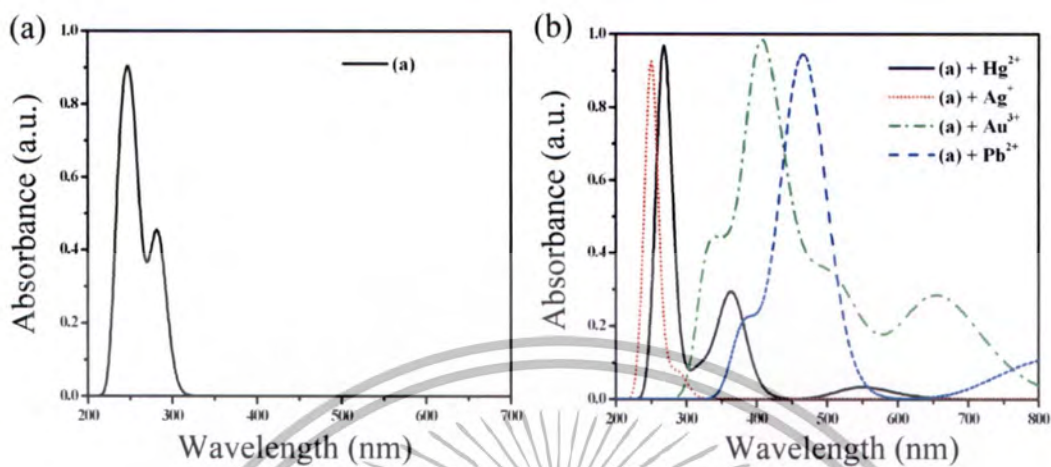 (a)
Absorbance (a.u.)
1.0
0.8
0.6
0.4
0.2
0.0
200 300 400 500 600 700
Wavelength (nm)
(a)
(b)
Absorbance (a.u.)
1.0
0.8
0.6
0.4
0.2
0.0
200 300 400 500 600 700 800
Wavelength (nm)
(a) + Hg²⁺
(a) + Ag⁺
(a) + Au³⁺
(a) + Pb²⁺